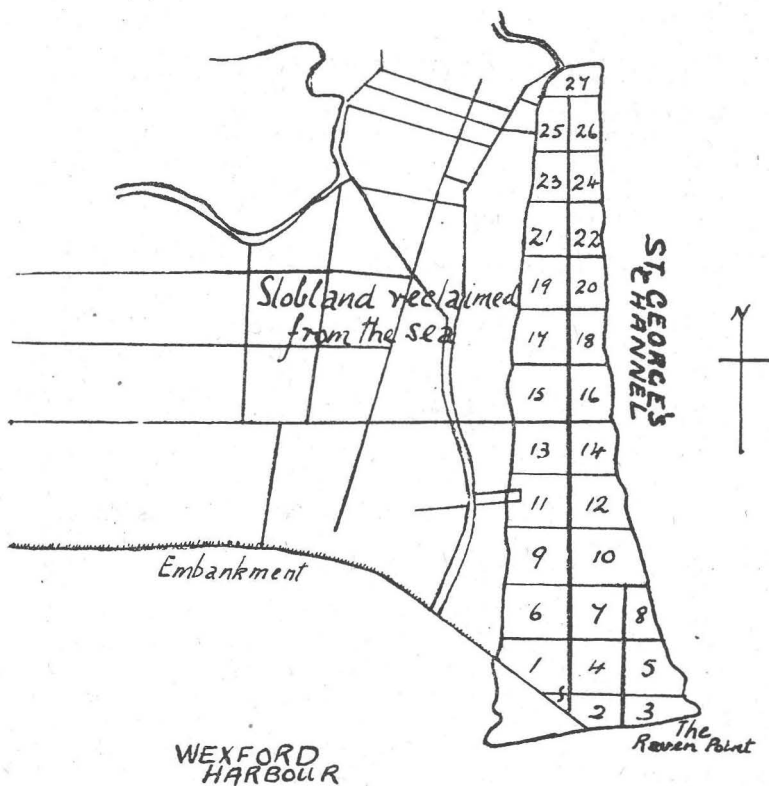 27
25 26
23 24
21 22
19 20
17 18
15 16
13 14
11 12
9 10
6 7 8
1 4 5
2 3
ST. GEORGE'S
CHANNEL
N
Slobland reclaimed
from the sea
Embankment
The
Raven Point
WEXFORD
HARBOUR